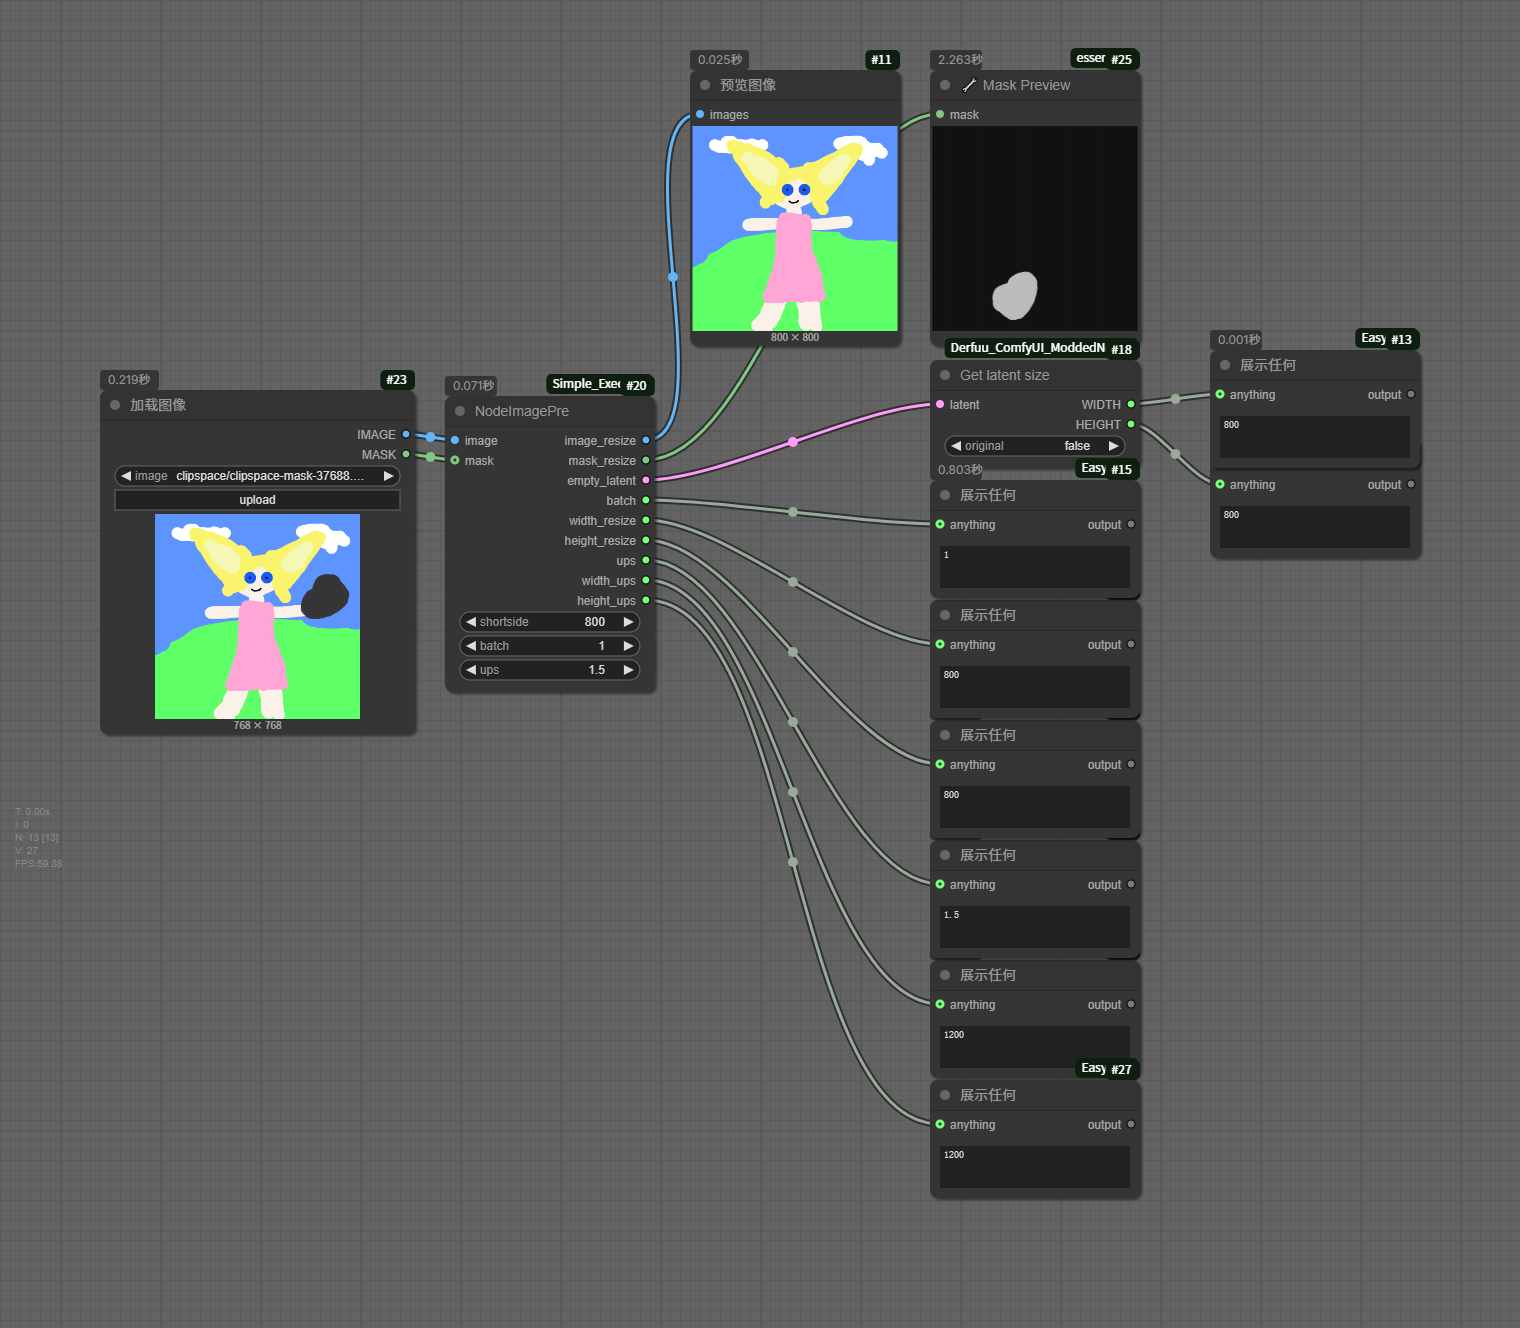 0.025秒
#11
预览图像
images
800 × 800
2.263秒
esser
#25
Mask Preview
mask
Derfuu_ComfyUI_ModdedN
#18
Get latent size
latent
WIDTH
HEIGHT
original
false
0.001秒
Easy
#13
展示任何
anything
output
800
anything
output
800
0.219秒
#23
加载图像
IMAGE
MASK
image
clipspace/clipspace-mask-37688....
upload
768 × 768
0.071秒
Simple_Exec
#20
NodeImagePre
image
image_resize
mask
mask_resize
empty_latent
batch
width_resize
height_resize
ups
width_ups
height_ups
shortside
800
batch
1
ups
1.5
0.803秒
Easy
#15
展示任何
anything
output
1
展示任何
anything
output
800
展示任何
anything
output
800
展示任何
anything
output
1.5
展示任何
anything
output
1200
Easy
#27
展示任何
anything
output
1200
T: 0.00s
I: 0
N: 13 [13]
V: 27
FPS:59.88